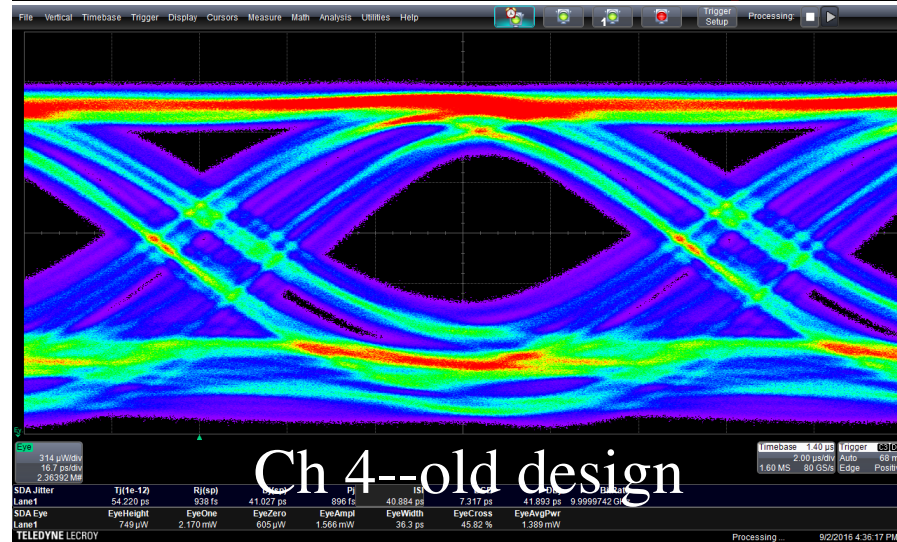 File Vertical Timebase Trigger Display Cursors Measure Math Analysis Utilities Help
1
Trigger
Setup
Processing:
Eye
314 µW/div
16.7 ps/div
2.36392 M#
Timebase 1.40 µs
2.00 µs/div
1.60 MS 80 GS/s
Trigger
Auto 68
Edge
Ch 4--old design
SDA Jitter Tj(1e-12) Rj(sp) Pj
Lane1 54.220 ps 938 fs 41.027 ps 896 fs 40.884 ps 7.317 ps 41.893 ps 9.9999742
SDA Eye EyeHeight EyeOne EyeZero EyeAmpl EyeWidth EyeCross EyeAvgPwr
Lane1 749 µW 2.170 mW 605 µW 1.566 mW 36.3 ps 45.82 % 1.389 mW
TELEDYNE LECROY
Processing ...
9/2/2016 4:36:17 PM